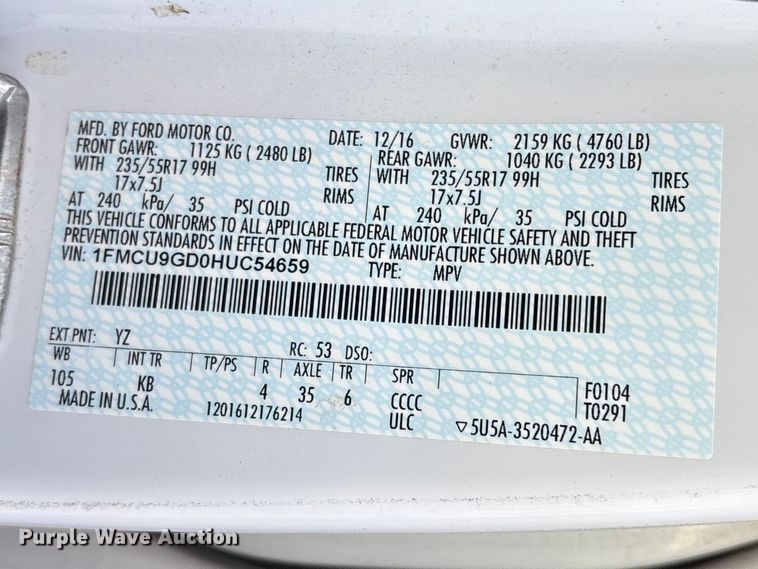 MFD. BY FORD MOTOR CO. DATE: 12/16 GVWR: 2159 KG ( 4760 LB)
FRONT GAWR: 1125 KG ( 2480 LB) REAR GAWR: 1040 KG ( 2293 LB)
WITH 235/55R17 99H TIRES WITH 235/55R17 99H TIRES
17x7.5J RIMS 17x7.5J RIMS
AT 240 kPa/ 35 PSI COLD AT 240 kPa/ 35 PSI COLD
THIS VEHICLE CONFORMS TO ALL APPLICABLE FEDERAL MOTOR VEHICLE SAFETY AND THEFT
PREVENTION STANDARDS IN EFFECT ON THE DATE OF MANUFACTURE SHOWN ABOVE.
VIN: 1FMCU9GD0HUC54659 TYPE: MPV
EXT PNT: YZ RC: 53 DSO:
WB INT TR TP/PS R AXLE TR SPR
105 KB 4 35 6 CCCC F0104
MADE IN U.S.A. 1201612176214 ULC T0291
▽5U5A-3520472-AA
Purple Wave Auction